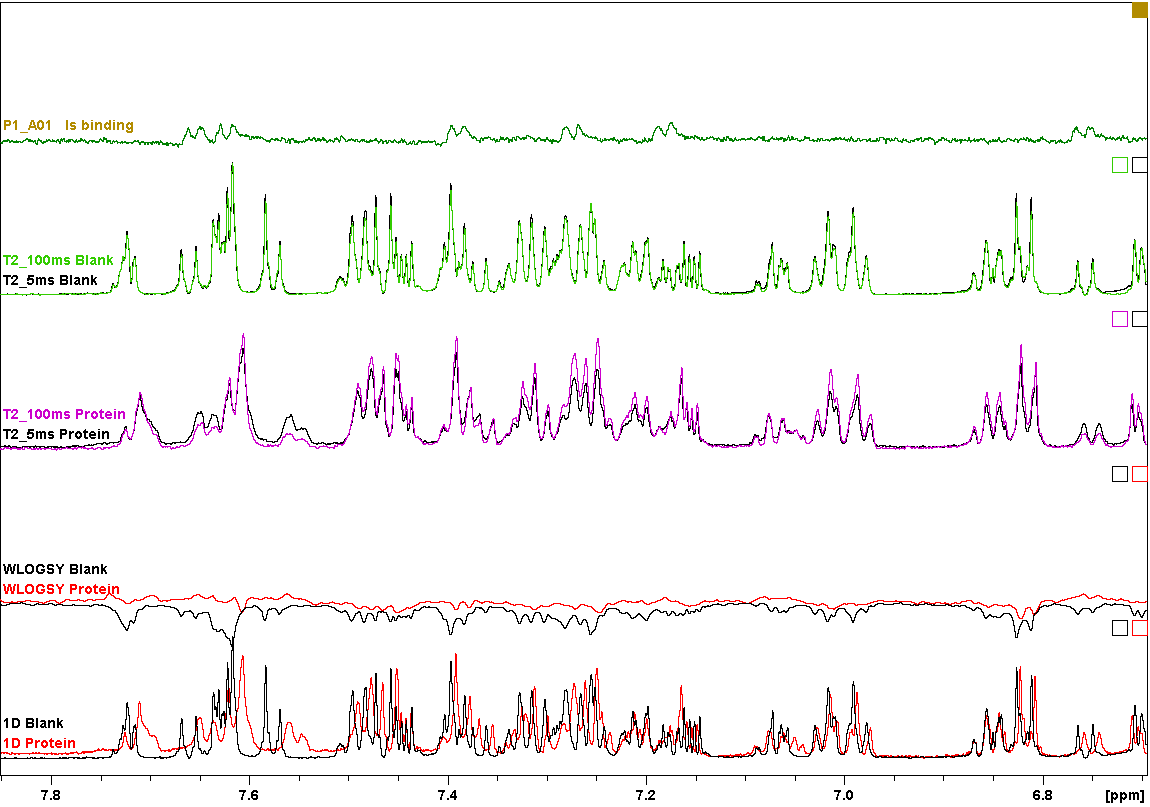 P1_A01 Is binding
T2_100ms Blank
T2_5ms Blank
T2_100ms Protein
T2_5ms Protein
WLOGSY Blank
WLOGSY Protein
1D Blank
1D Protein
7.8 7.6 7.4 7.2 7.0 6.8 [ppm]